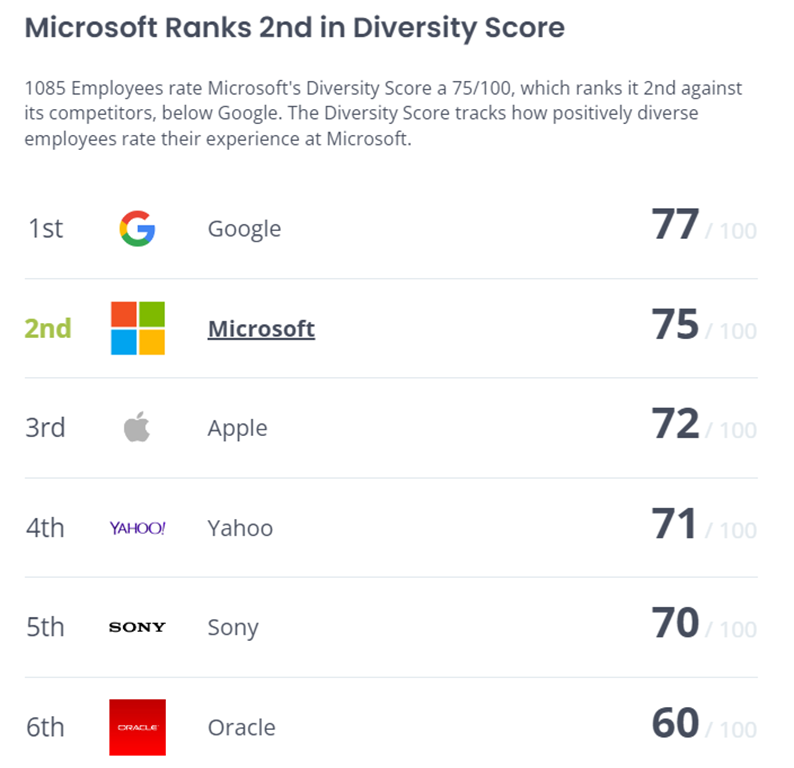 Microsoft Ranks 2nd in Diversity Score
1085 Employees rate Microsoft's Diversity Score a 75/100, which ranks it 2nd against
its competitors, below Google. The Diversity Score tracks how positively diverse
employees rate their experience at Microsoft.
1st Google 77 / 100
2nd Microsoft 75 / 100
3rd Apple 72 / 100
4th YAHOO! Yahoo 71 / 100
5th SONY Sony 70 / 100
6th ORACLE Oracle 60 / 100